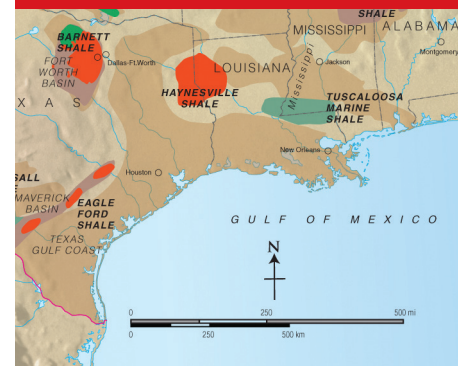 SHALE
MISSISSIPPI
ALABAMA
BARNETT
SHALE
Montgomery
FORT
WORTH
BASIN
Dallas-Ft.Worth
LOUISIANA
Jackson
Mississippi
XAS
HAYNESVILLE
SHALE
TUSCALOOSA
MARINE
SHALE
New Orleans
Houston
SALL
E
MAVERICK
BASIN
EAGLE
FORD
SHALE
TEXAS
GULF COAST
GULF OF MEXICO
N
0 250 500 mi
0 250 500 km